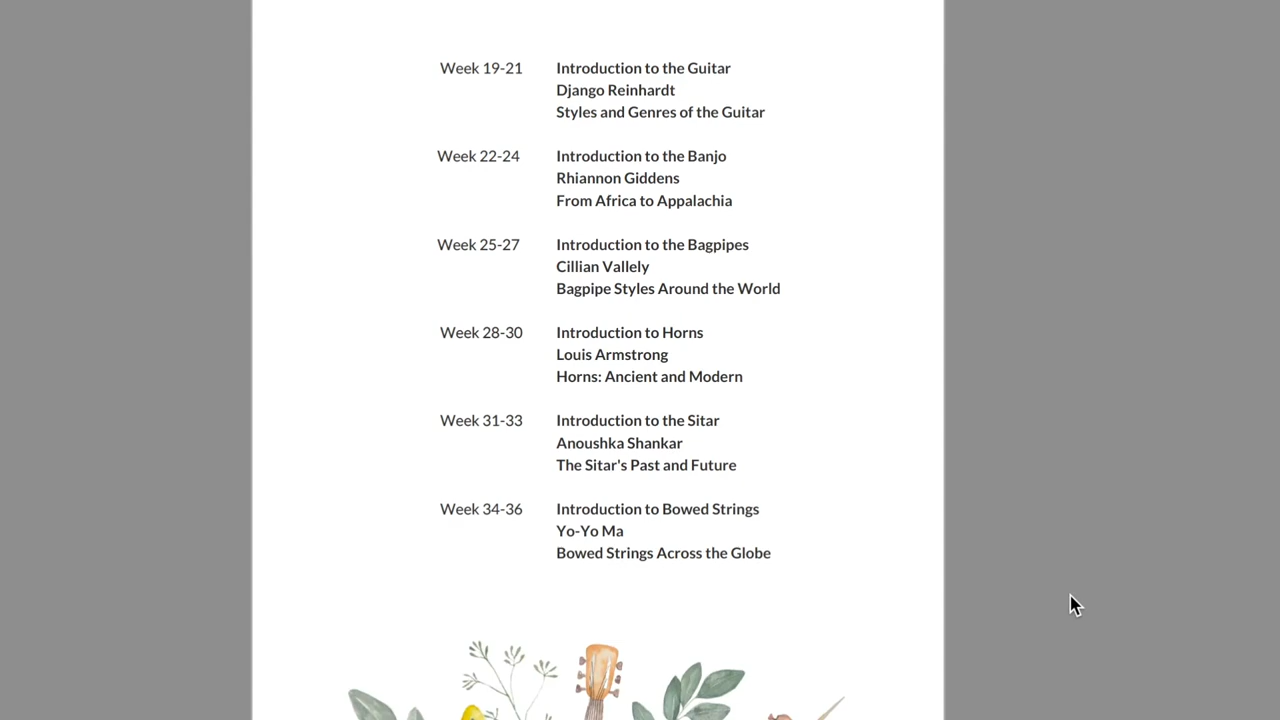 Week 19-21 Introduction to the Guitar
Django Reinhardt
Styles and Genres of the Guitar
Week 22-24 Introduction to the Banjo
Rhiannon Giddens
From Africa to Appalachia
Week 25-27 Introduction to the Bagpipes
Cillian Vallely
Bagpipe Styles Around the World
Week 28-30 Introduction to Horns
Louis Armstrong
Horns: Ancient and Modern
Week 31-33 Introduction to the Sitar
Anoushka Shankar
The Sitar's Past and Future
Week 34-36 Introduction to Bowed Strings
Yo-Yo Ma
Bowed Strings Across the Globe